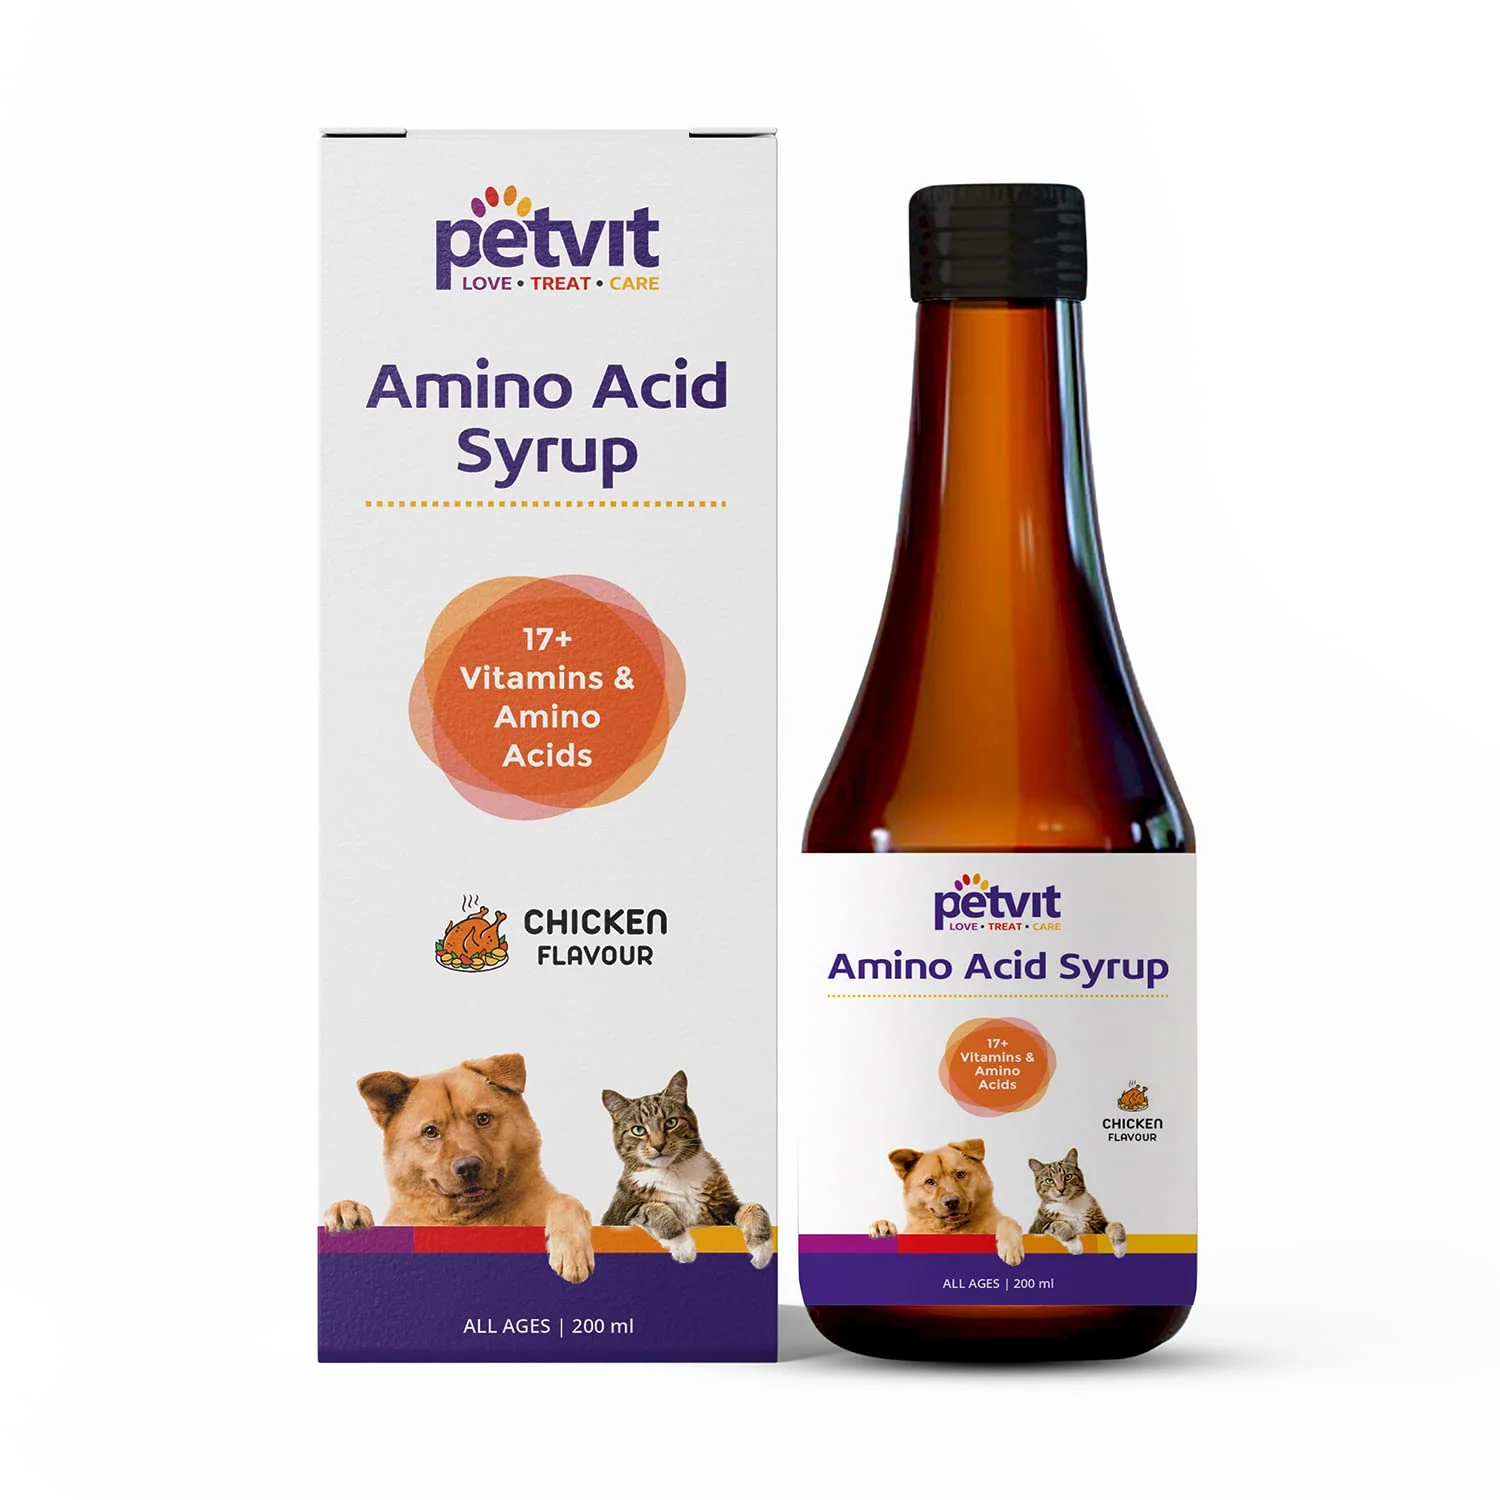 petvit
LOVE • TREAT • CARE
Amino Acid
Syrup
17+
Vitamins &
Amino
Acids
CHICKEN
FLAVOUR
ALL AGES | 200 ml
petvit
LOVE • TREAT • CARE
Amino Acid Syrup
17+
Vitamins &
Amino
Acids
CHICKEN
FLAVOUR
ALL AGES | 200 ml